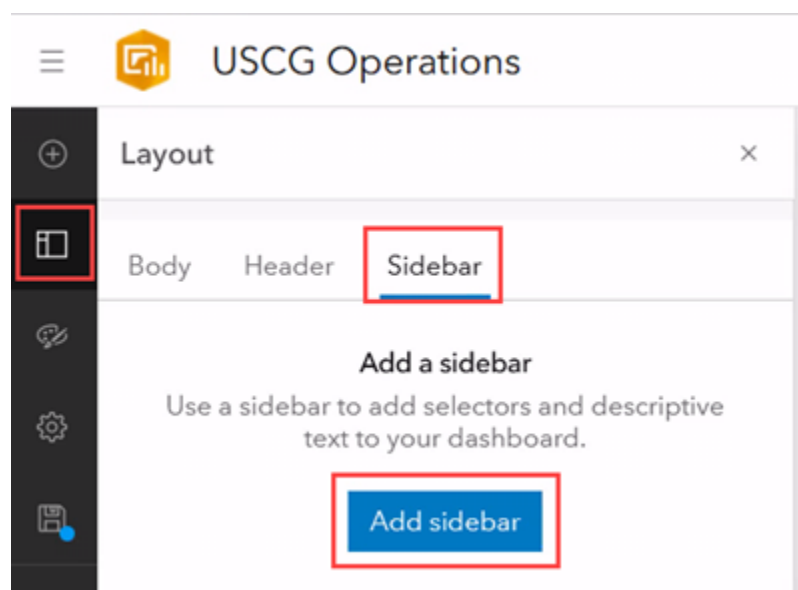 USCG Operations
Layout
Body Header Sidebar
Add a sidebar
Use a sidebar to add selectors and descriptive
text to your dashboard.
Add sidebar